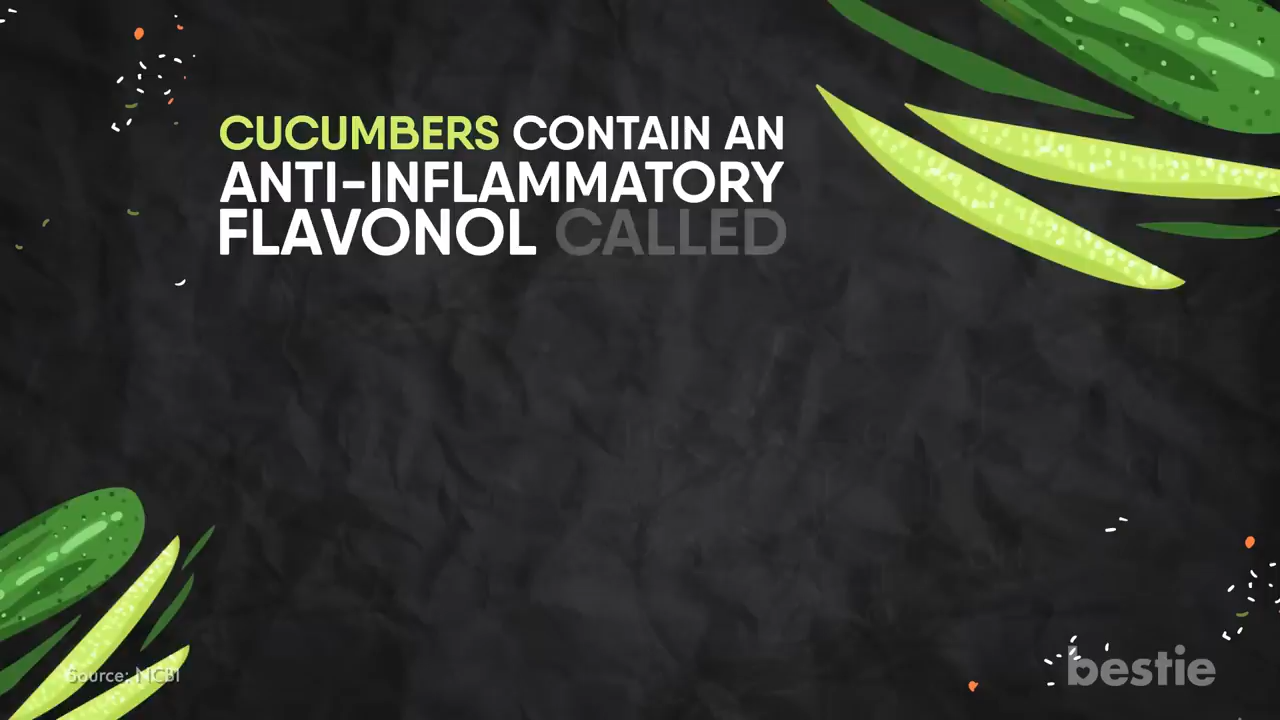 CUCUMBERS CONTAIN AN
ANTI-INFLAMMATORY
FLAVONOL CALLED
Source; NCBI
bestie